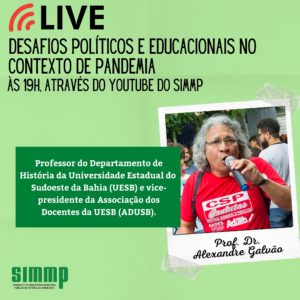 LIVE
DESAFIOS POLÍTICOS E EDUCACIONAIS NO
CONTEXTO DE PANDEMIA
ÀS 19H, ATRAVÉS DO YOUTUBE DO SIMMP
Professor do Departamento de
História da Universidade Estadual do
Sudoeste da Bahia (UESB) e vice-
presidente da Associação dos
Docentes da UESB (ADUSB).
CSP
Conlutas
Prof. Dr.
Alexandre Galvão
SIMMP